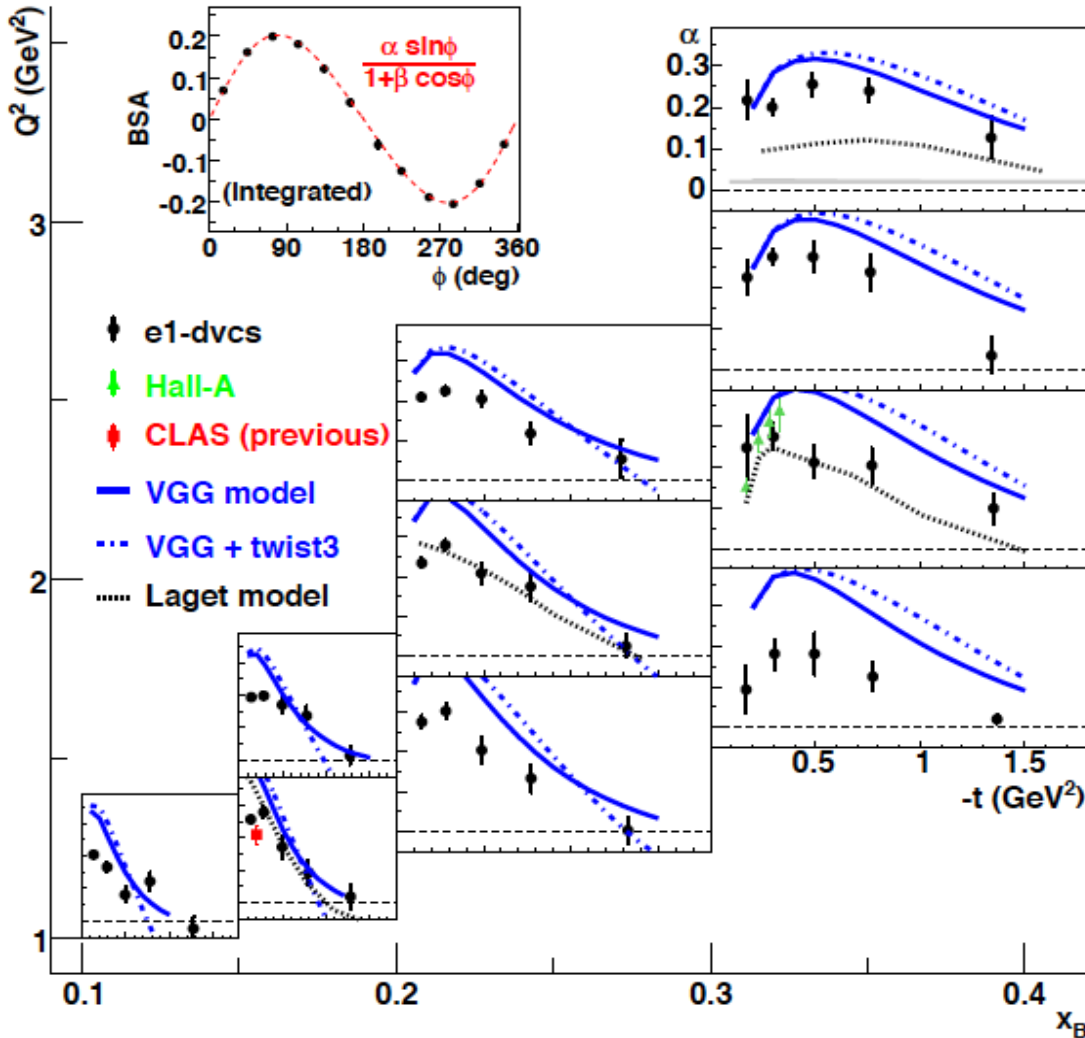 Q² (GeV²)
3
2
1
0.1
0.2
0.3
0.4
x_B
BSA
0.2
0.1
0
-0.1
-0.2
α sinϕ
1+β cosϕ
(Integrated)
0
90
180
270
360
ϕ (deg)
e1-dvcs
Hall-A
CLAS (previous)
VGG model
VGG + twist3
Laget model
α
0.3
0.2
0.1
0
0.5
1
1.5
-t (GeV²)